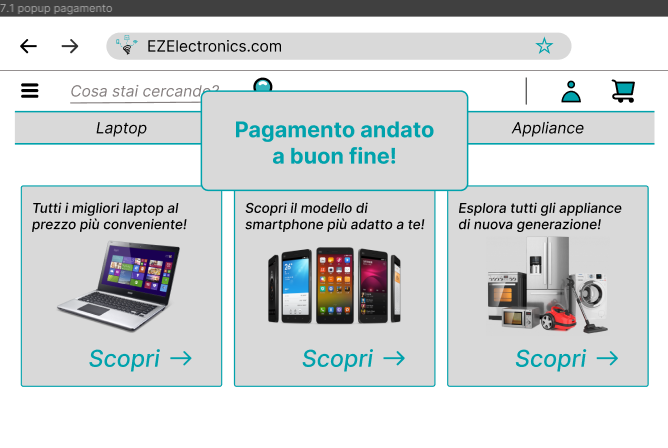 7.1 popup pagamento
EZElectronics.com
Cosa stai cercando?
Laptop
Pagamento andato
a buon fine!
Appliance
Tutti i migliori laptop al
prezzo più conveniente!
Scopri →
Scopri il modello di
smartphone più adatto a te!
Scopri →
Esplora tutti gli appliance
di nuova generazione!
Scopri →